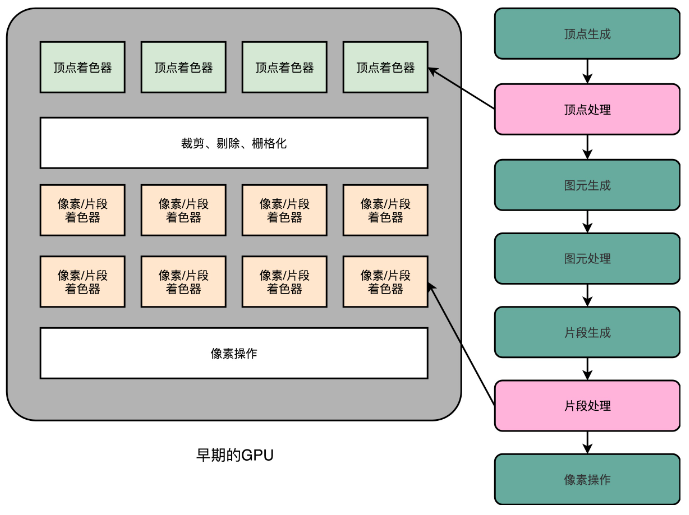 顶点着色器
顶点着色器
顶点着色器
顶点着色器
裁剪、剔除、栅格化
像素/片段
着色器
像素/片段
着色器
像素/片段
着色器
像素/片段
着色器
像素/片段
着色器
像素/片段
着色器
像素/片段
着色器
像素/片段
着色器
像素操作
早期的GPU
顶点生成
顶点处理
图元生成
图元处理
片段生成
片段处理
像素操作